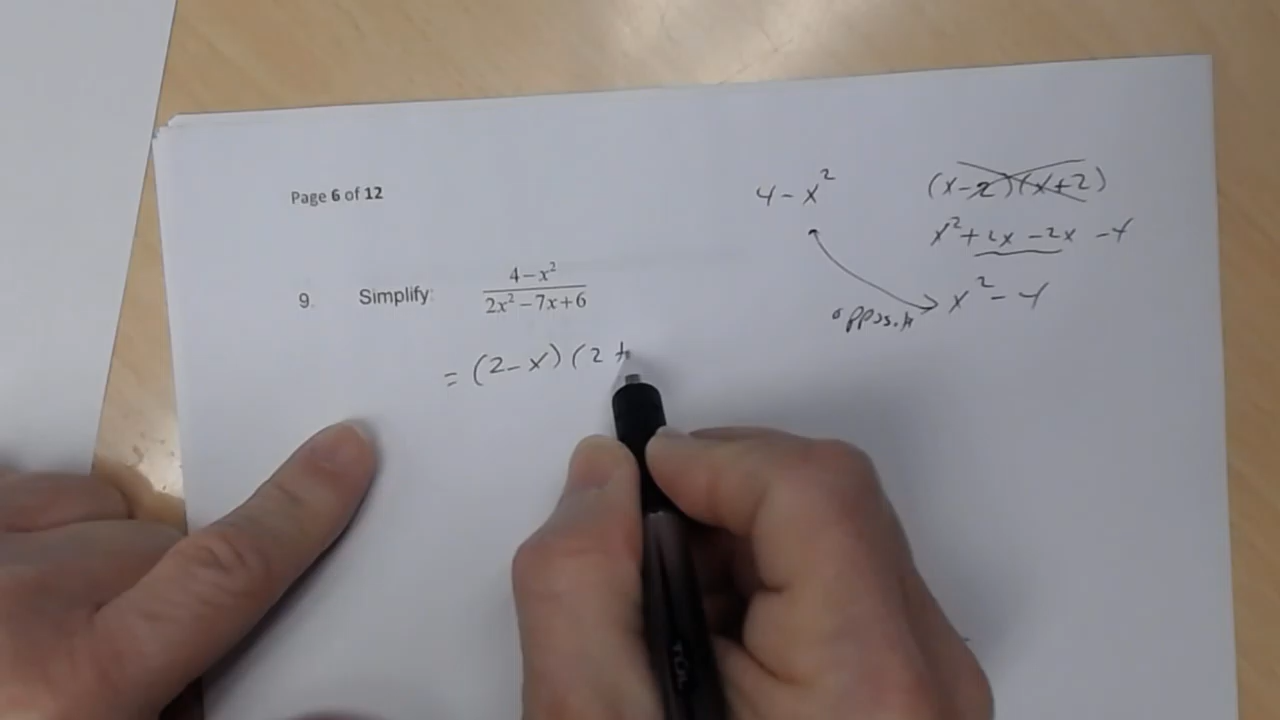 Page 6 of 12
4 - x²
(x-2)(x+2)
x² + 2x - 2x - 4
x² - 4
9. Simplify: 4 - x² / 2x² - 7x + 6
= (2 - x)(2 +
TUL